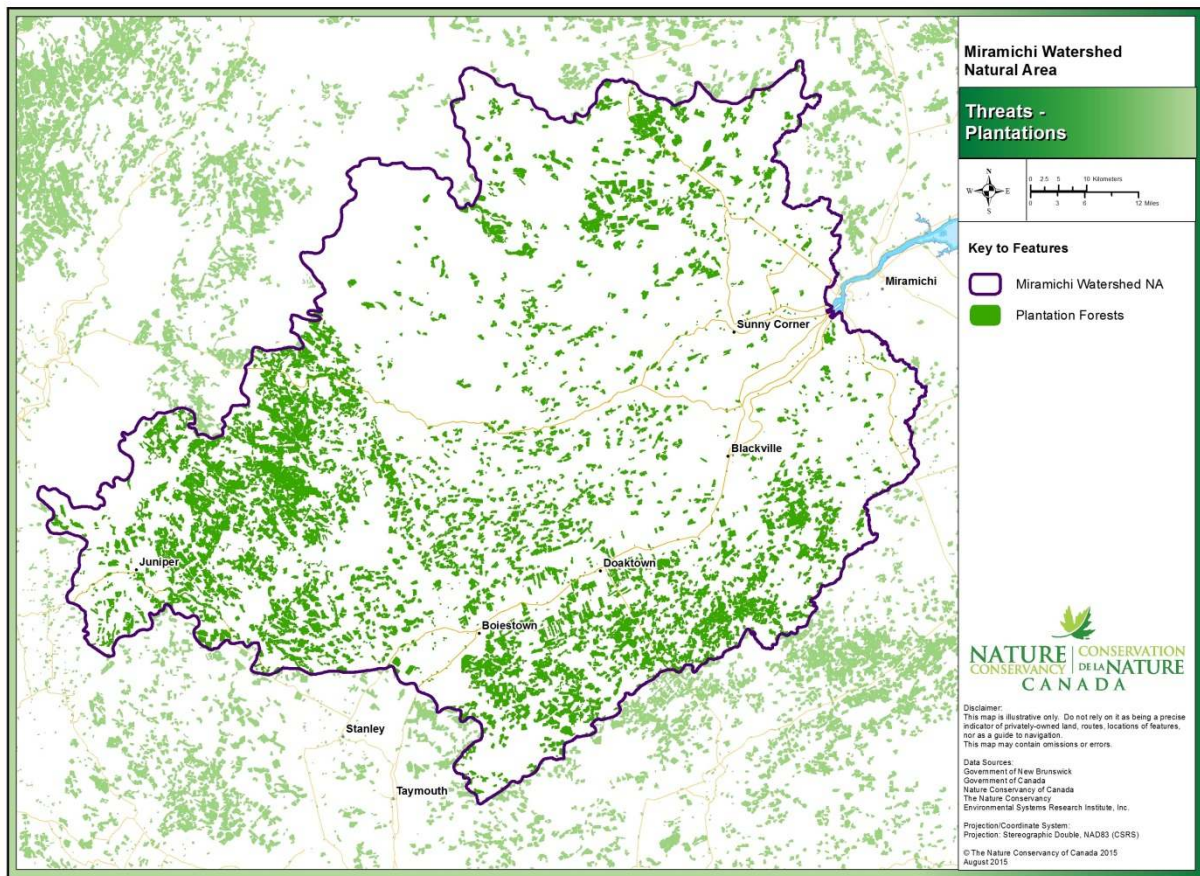 Miramichi Watershed
Natural Area
Threats -
Plantations
N
W E
S
0 2.5 5 10 Kilometers
0 3 6 12 Miles
Key to Features
Miramichi Watershed NA
Plantation Forests
Miramichi
Sunny Corner
Blackville
Doaktown
Juniper
Boiestown
Stanley
Taymouth
NATURE CONSERVANCY
CONSERVATION DE LA NATURE
CANADA
Disclaimer:
This map is illustrative only. Do not rely on it as being a precise
indicator of privately-owned land, routes, locations of features,
nor as a guide to navigation.
This map may contain omissions or errors.
Data Sources:
Government of New Brunswick
Government of Canada
Nature Conservancy of Canada
The Nature Conservancy
Environmental Systems Research Institute, Inc.
Projection/Coordinate System:
Projection: Stereographic Double, NAD83 (CSRS)
© The Nature Conservancy of Canada 2015
August 2015